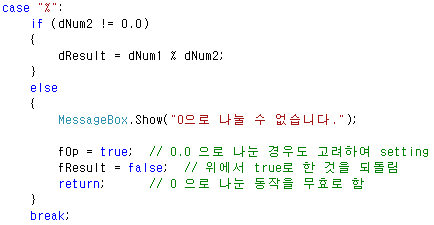 case "%":
if (dNum2 != 0.0)
{
dResult = dNum1 % dNum2;
}
else
{
MessageBox.Show("0으로 나눌 수 없습니다.");
fOp = true; // 0.0 으로 나눈 경우도 고려하여 setting
fResult = false; // 위에서 true로 한 것을 되돌림
return; // 0 으로 나눈 동작을 무효로 함
}
break;